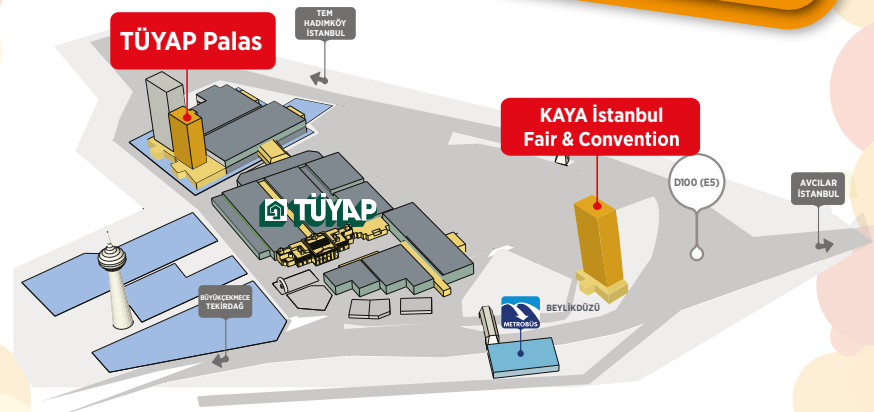 TEM
HADIMKÖY
İSTANBUL
TÜYAP Palas
KAYA İstanbul
Fair & Convention
D100 (E5)
AVCILAR
İSTANBUL
TÜYAP
BÜYÜKÇEKMECE
TEKİRDAĞ
METROBÜS
BEYLİKDÜZÜ